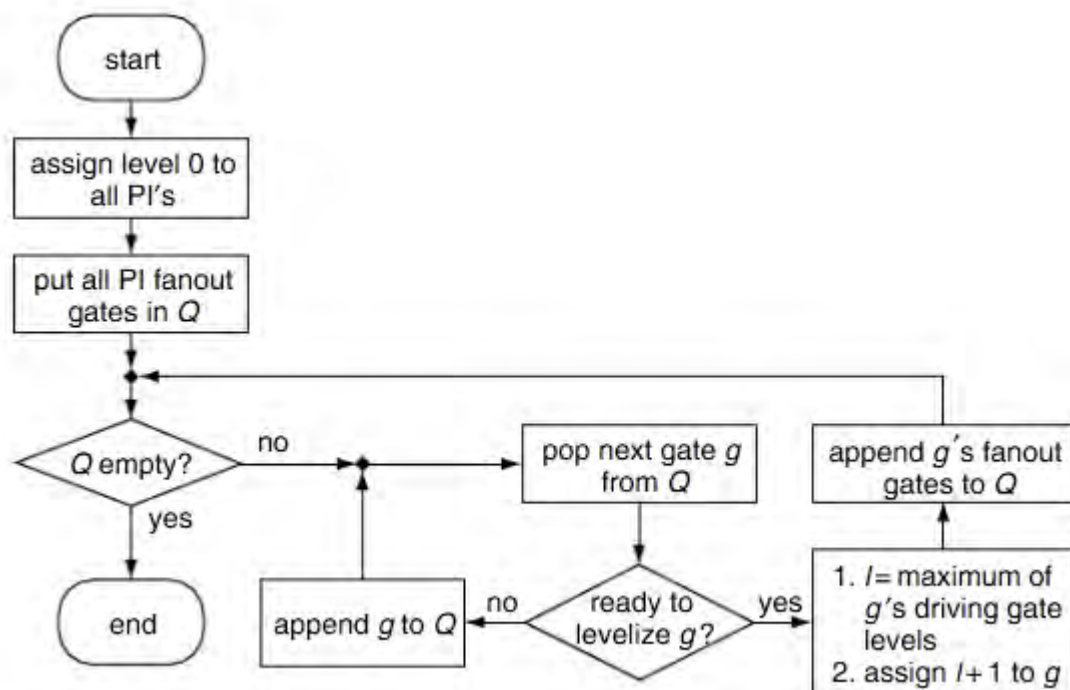 start
assign level 0 to
all PI's
put all PI fanout
gates in Q
Q empty?
no
yes
end
pop next gate g
from Q
ready to
levelize g?
no
append g to Q
yes
1. l = maximum of
g's driving gate
levels
2. assign l + 1 to g
append g's fanout
gates to Q